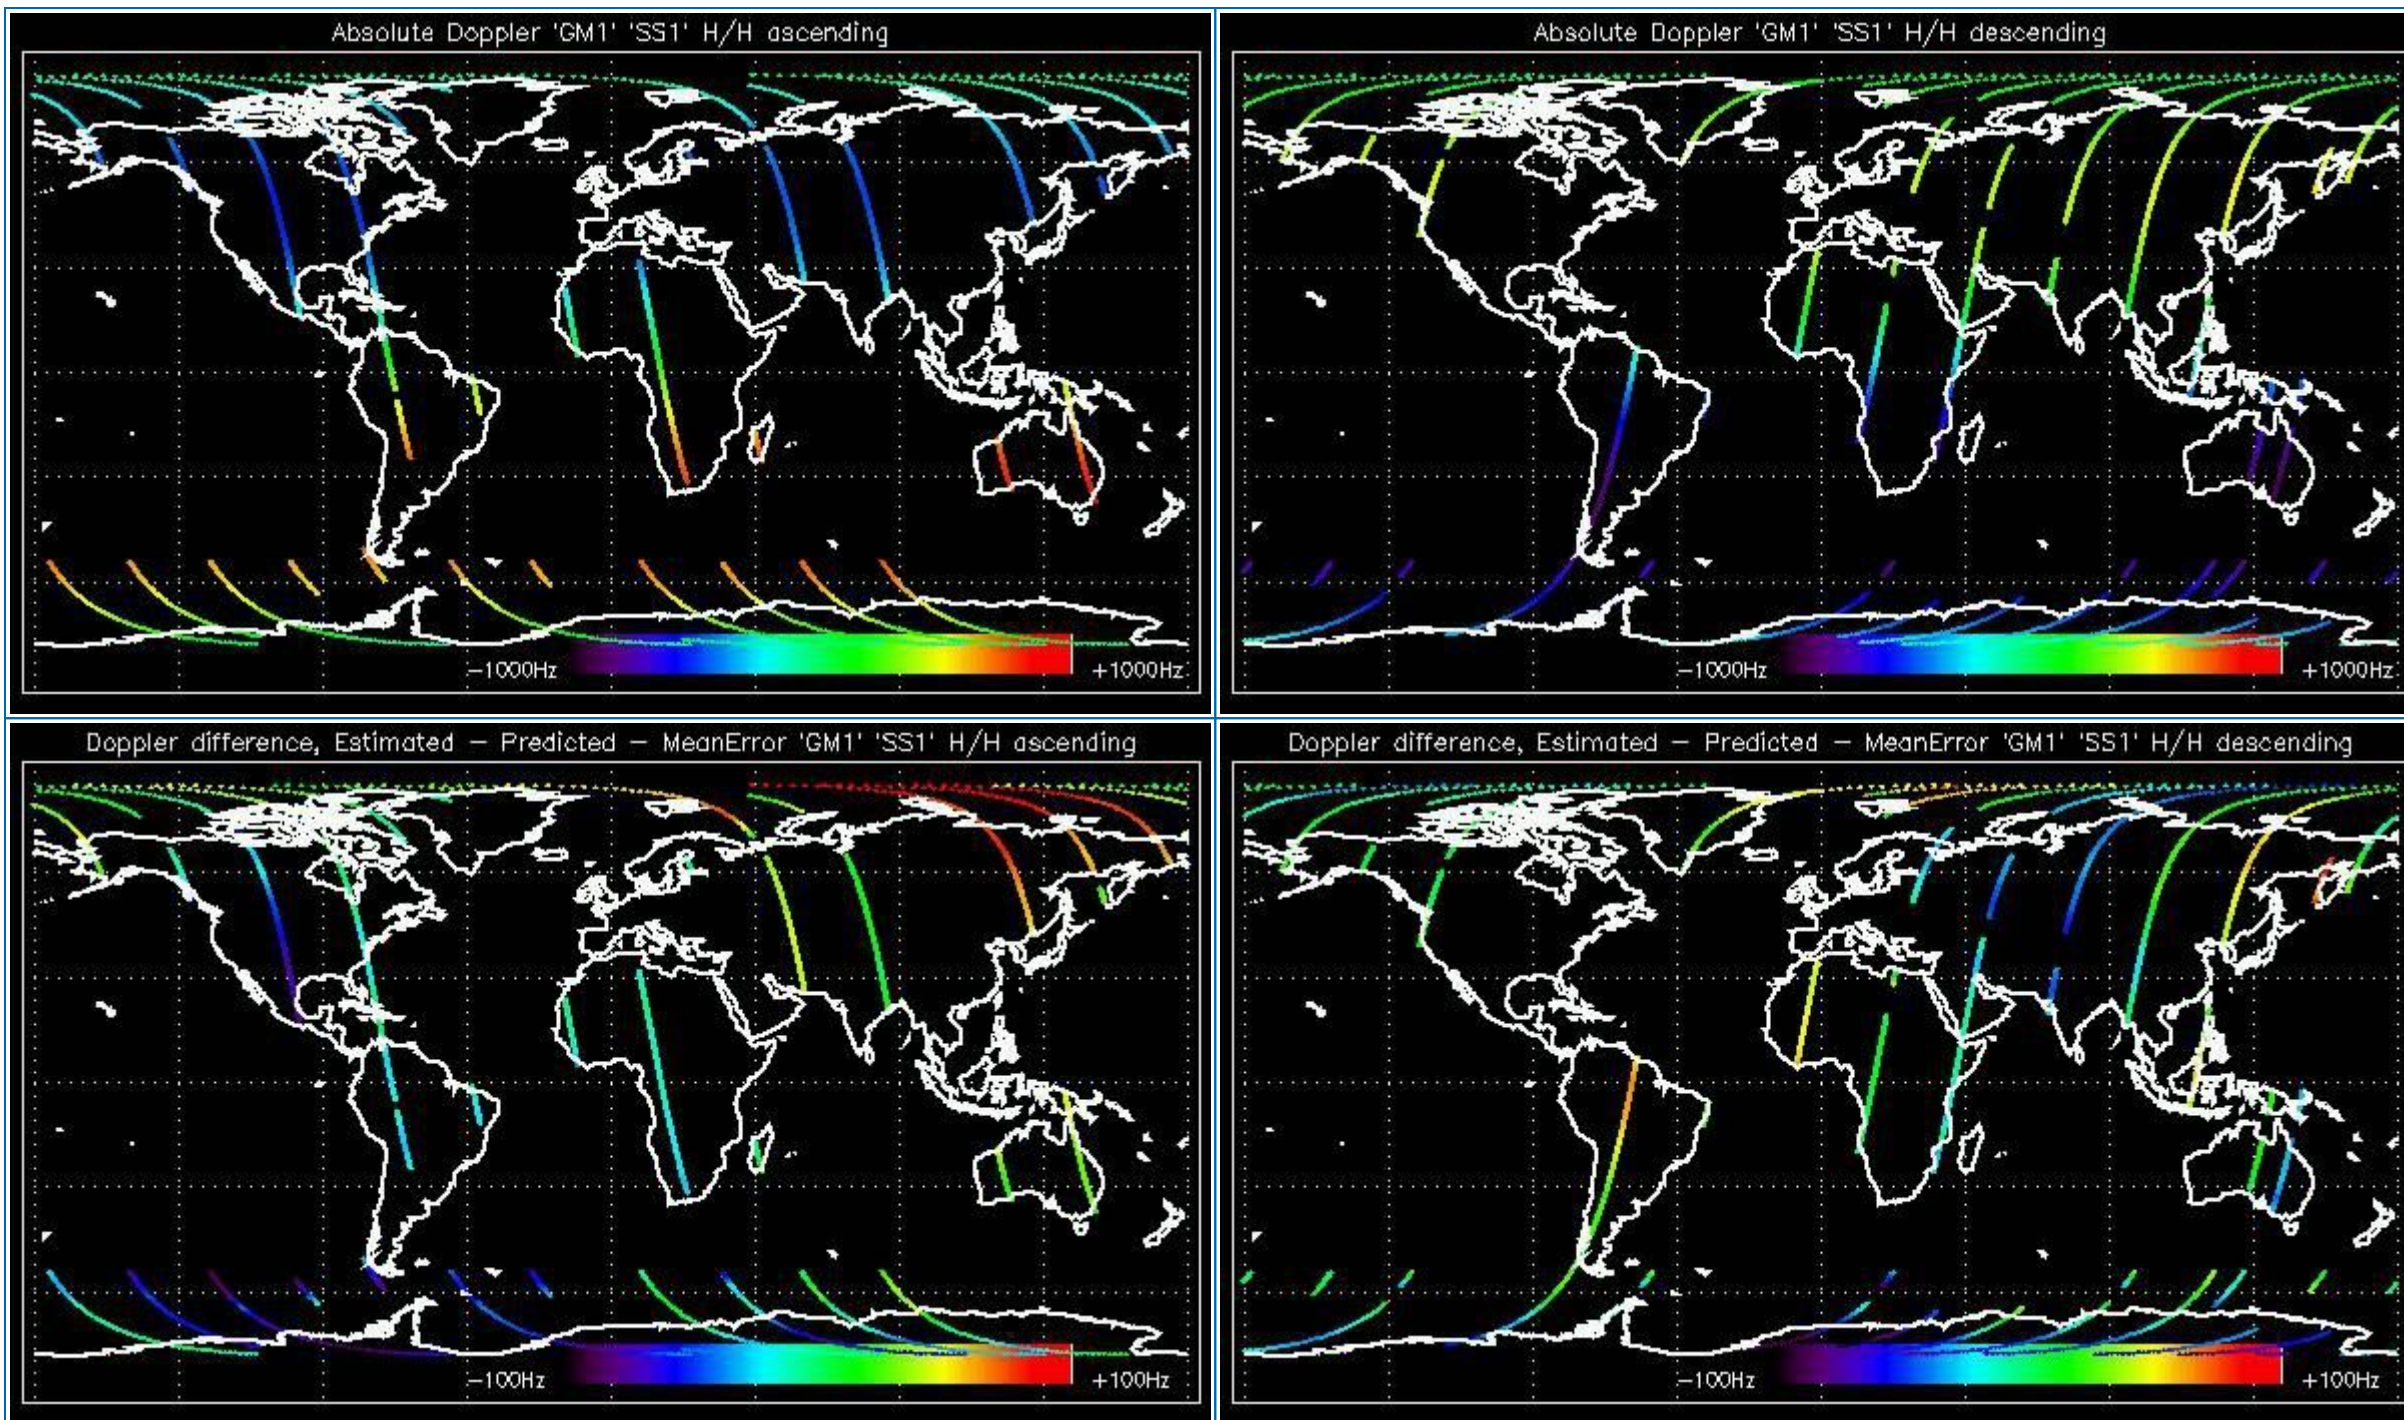 Absolute Doppler 'GM1' 'SS1' H/H ascending
-1000Hz
+1000Hz
Absolute Doppler 'GM1' 'SS1' H/H descending
-1000Hz
+1000Hz
Doppler difference, Estimated - Predicted - MeanError 'GM1' 'SS1' H/H ascending
-100Hz
+100Hz
Doppler difference, Estimated - Predicted - MeanError 'GM1' 'SS1' H/H descending
-100Hz
+100Hz